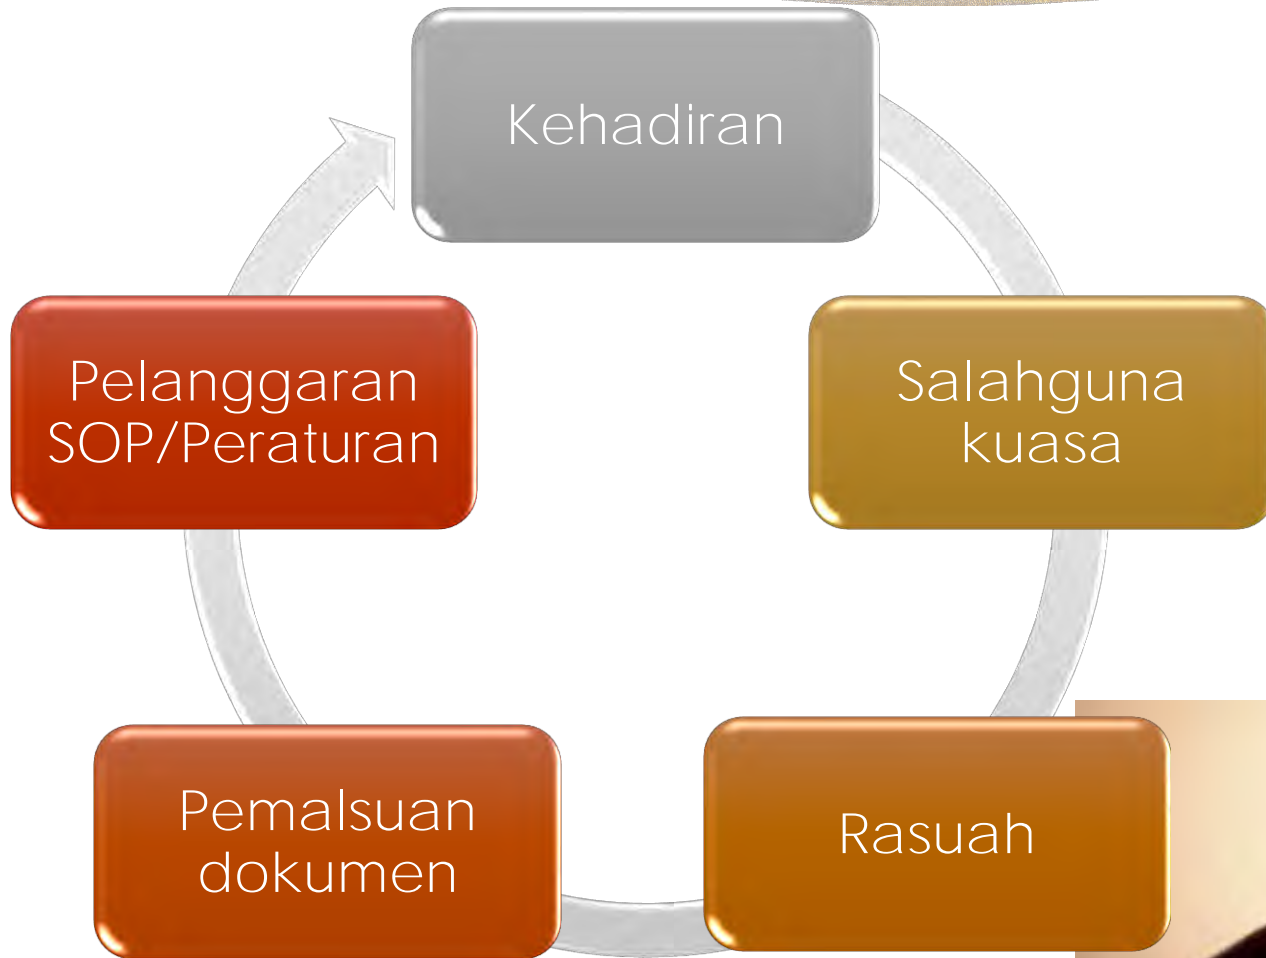 Kehadiran
Salahguna
kuasa
Rasuah
Pemalsuan
dokumen
Pelanggaran
SOP/Peraturan